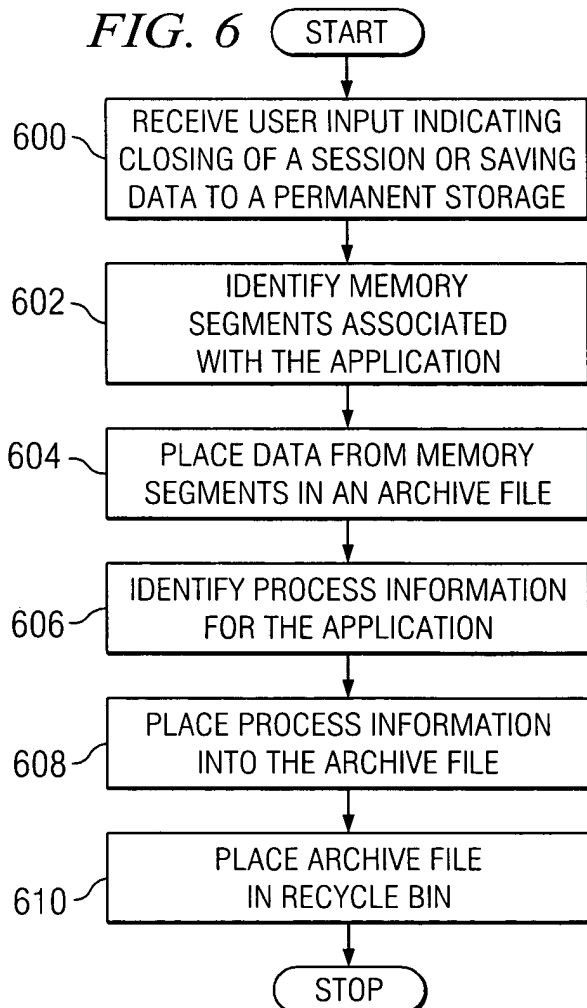 FIG. 6
START
600
RECEIVE USER INPUT INDICATING
CLOSING OF A SESSION OR SAVING
DATA TO A PERMANENT STORAGE
602
IDENTIFY MEMORY
SEGMENTS ASSOCIATED
WITH THE APPLICATION
604
PLACE DATA FROM MEMORY
SEGMENTS IN AN ARCHIVE FILE
606
IDENTIFY PROCESS INFORMATION
FOR THE APPLICATION
608
PLACE PROCESS INFORMATION
INTO THE ARCHIVE FILE
610
PLACE ARCHIVE FILE
IN RECYCLE BIN
STOP